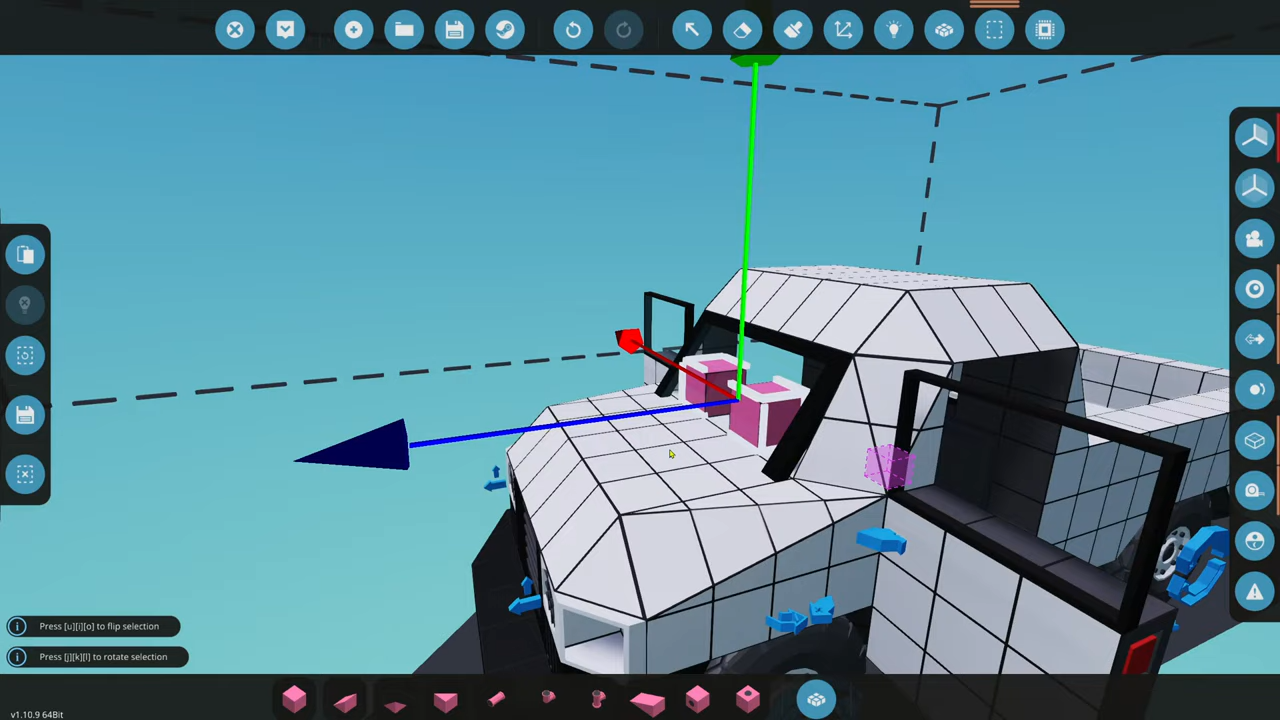 Press [u][i][o] to flip selection
Press [j][k][l] to rotate selection
v1.10.9 64Bit